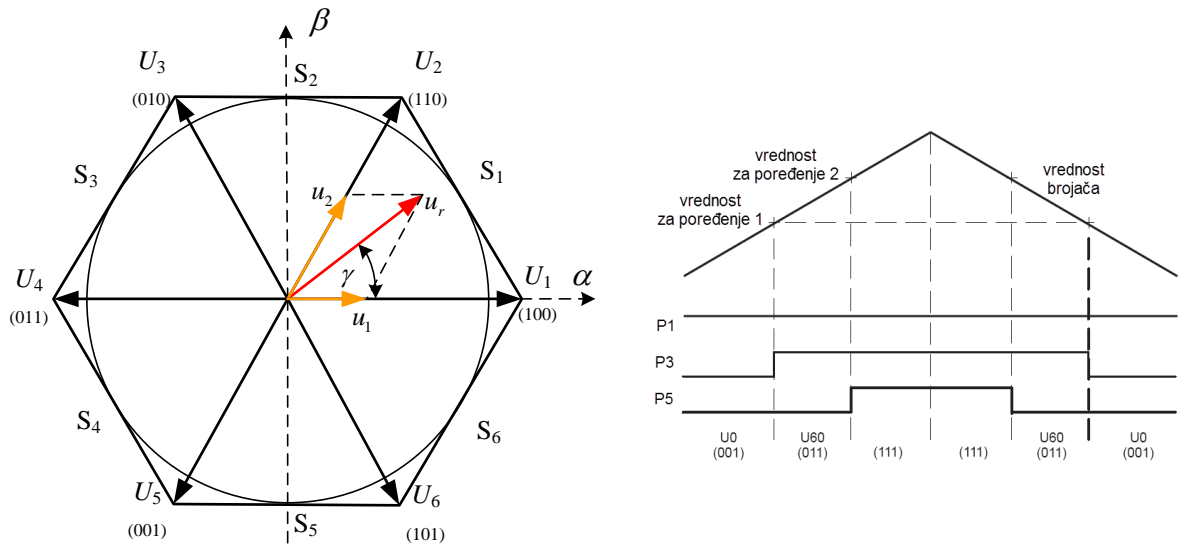 β
U3
(010)
S2
U2
(110)
S3
S1
u2
ur
γ
U4
(011)
u1
U1
(100)
α
S4
S6
U5
(001)
S5
U6
(101)
vrednost
za poređenje 2
vrednost
za poređenje 1
vrednost
brojača
P1
P3
P5
U0 U60 (111) (111) U60 U0
(001) (011) (011) (001)